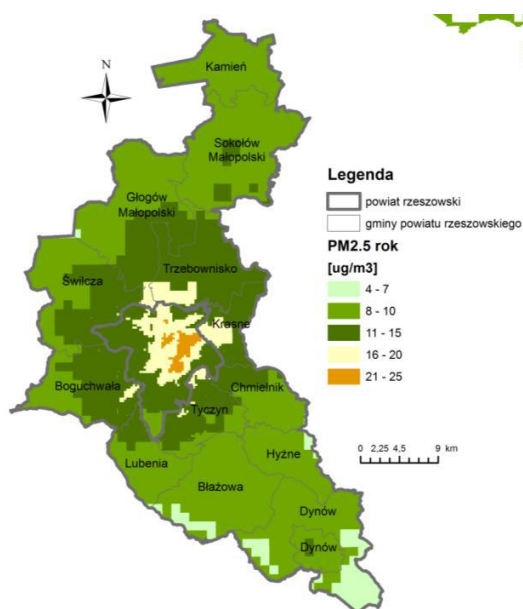 Kamień
N
Sokołów
Małopolski
Legenda
powiat rzeszowski
gminy powiatu rzeszowskiego
PM2.5 rok
[ug/m3]
4 - 7
8 - 10
11 - 15
16 - 20
21 - 25
Głogów
Małopolski
Trzebownisko
Świlcza
Krasne
Boguchwała
Chmielnik
Tyczyn
Lubenia
Hyżne
Błażowa
Dynów
Dynów
0 2,25 4,5 9 km